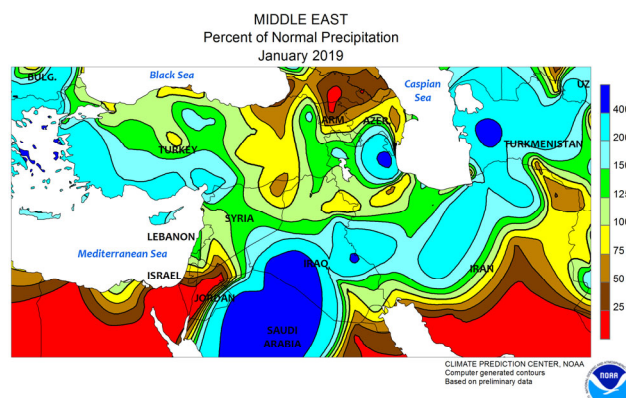 MIDDLE EAST
Percent of Normal Precipitation
January 2019
BULG.
Black Sea
Caspian
Sea
UZ
ARM.
AZER.
TURKMENISTAN
TURKEY
SYRIA
LEBANON
Mediterranean Sea
ISRAEL
IRAQ
IRAN
JORDAN
SAUDI
ARABIA
400
200
150
125
100
75
50
25
CLIMATE PREDICTION CENTER, NOAA
Computer generated contours
Based on preliminary data
NOAA